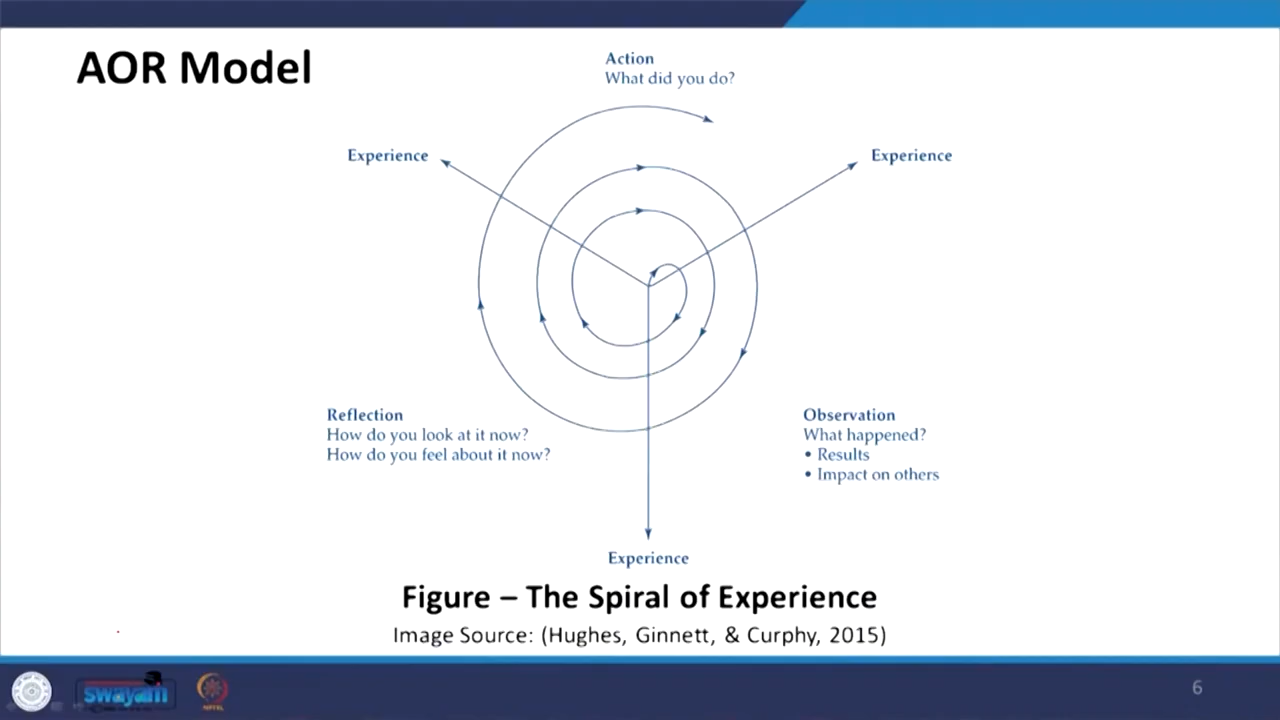 AOR Model
Action
What did you do?
Experience
Experience
Reflection
How do you look at it now?
How do you feel about it now?
Observation
What happened?
• Results
• Impact on others
Experience
Figure – The Spiral of Experience
Image Source: (Hughes, Ginnett, & Curphy, 2015)
swayam
NPTEL
6